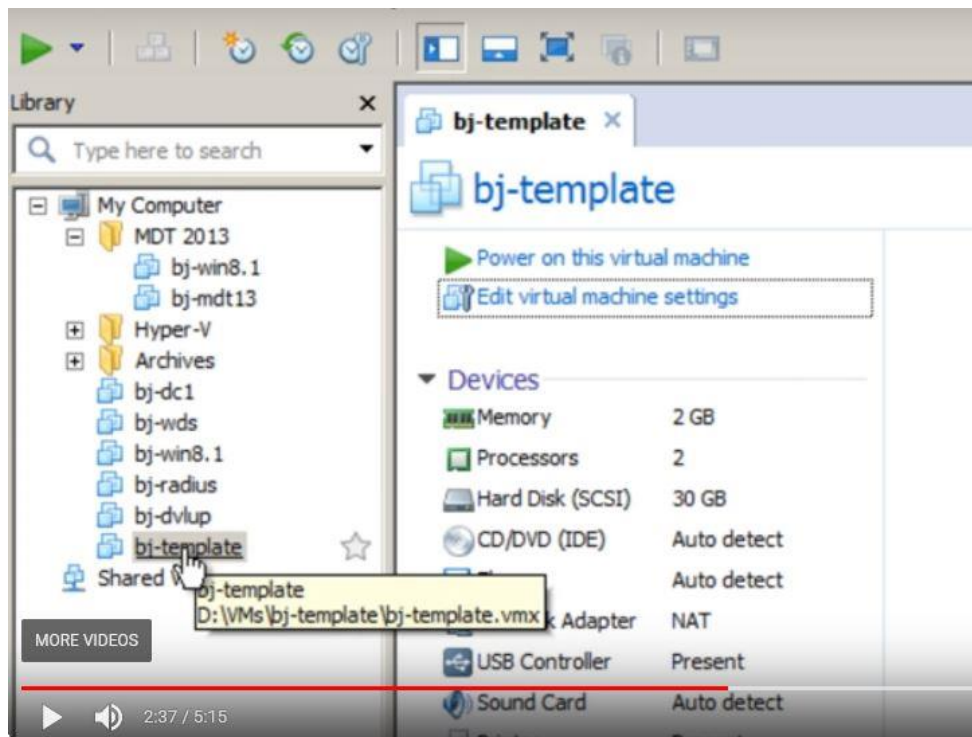 Library
Type here to search
My Computer
MDT 2013
bj-win8.1
bj-mdt13
Hyper-V
Archives
bj-dc1
bj-wds
bj-win8.1
bj-radius
bj-dvlup
bj-template
Shared
bj-template
D:\VMs\bj-template\bj-template.vmx
MORE VIDEOS
2:37 / 5:15
bj-template
bj-template
Power on this virtual machine
Edit virtual machine settings
Devices
Memory 2 GB
Processors 2
Hard Disk (SCSI) 30 GB
CD/DVD (IDE) Auto detect
Auto detect
Adapter NAT
USB Controller Present
Sound Card Auto detect